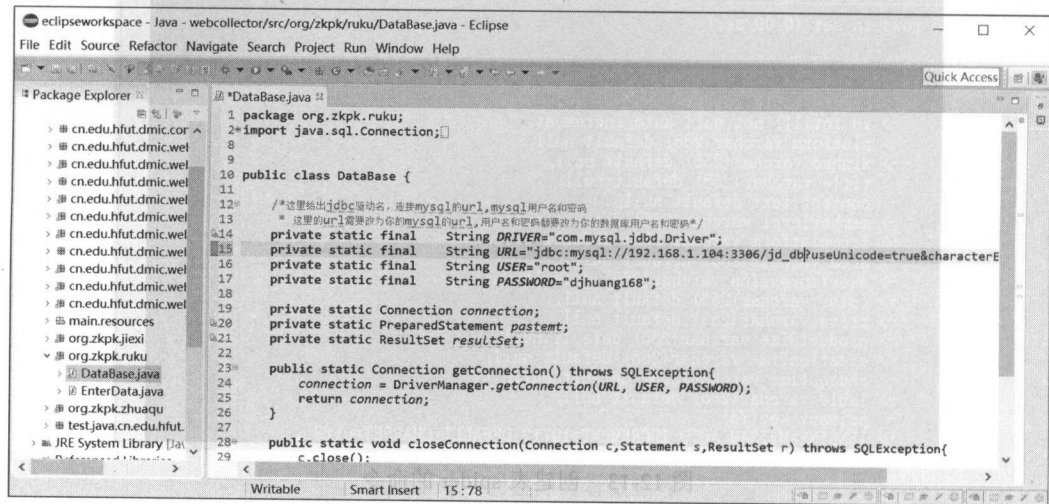 eclipseworkspace - Java - webcollector/src/org/zkpk/ruku/DataBase.java - Eclipse
File Edit Source Refactor Navigate Search Project Run Window Help
Quick Access
Package Explorer
*DataBase.java
cn.edu.hfut.dmic.cor
cn.edu.hfut.dmic.wel
cn.edu.hfut.dmic.wel
cn.edu.hfut.dmic.wel
cn.edu.hfut.dmic.wel
cn.edu.hfut.dmic.wel
cn.edu.hfut.dmic.wel
cn.edu.hfut.dmic.wel
cn.edu.hfut.dmic.wel
cn.edu.hfut.dmic.wel
cn.edu.hfut.dmic.wel
main.resources
org.zkpk.jiexi
org.zkpk.ruku
DataBase.java
EnterData.java
org.zkpk.zhuaqu
test.java.cn.edu.hfut.
JRE System Library [Jav
1 package org.zkpk.ruku;
2 import java.sql.Connection;
8
9
10 public class DataBase {
11
12 /*这里给出jdbc驱动名，连接mysql的url,mysql用户名和密码
13 * 这里的url需要改为你的mysql的url,用户名和密码都要改为你的数据库用户名和密码*/
14 private static final String DRIVER="com.mysql.jdbd.Driver";
15 private static final String URL="jdbc:mysql://192.168.1.104:3306/jd_db?useUnicode=true&characterE
16 private static final String USER="root";
17 private static final String PASSWORD="djhuang168";
18
19 private static Connection connection;
20 private static PreparedStatement pastemt;
21 private static ResultSet resultSet;
22
23 public static Connection getConnection() throws SQLException{
24 connection = DriverManager.getConnection(URL, USER, PASSWORD);
25 return connection;
26 }
27
28 public static void closeConnection(Connection c,Statement s,ResultSet r) throws SQLException{
29 c.close();
Writable Smart Insert 15:78